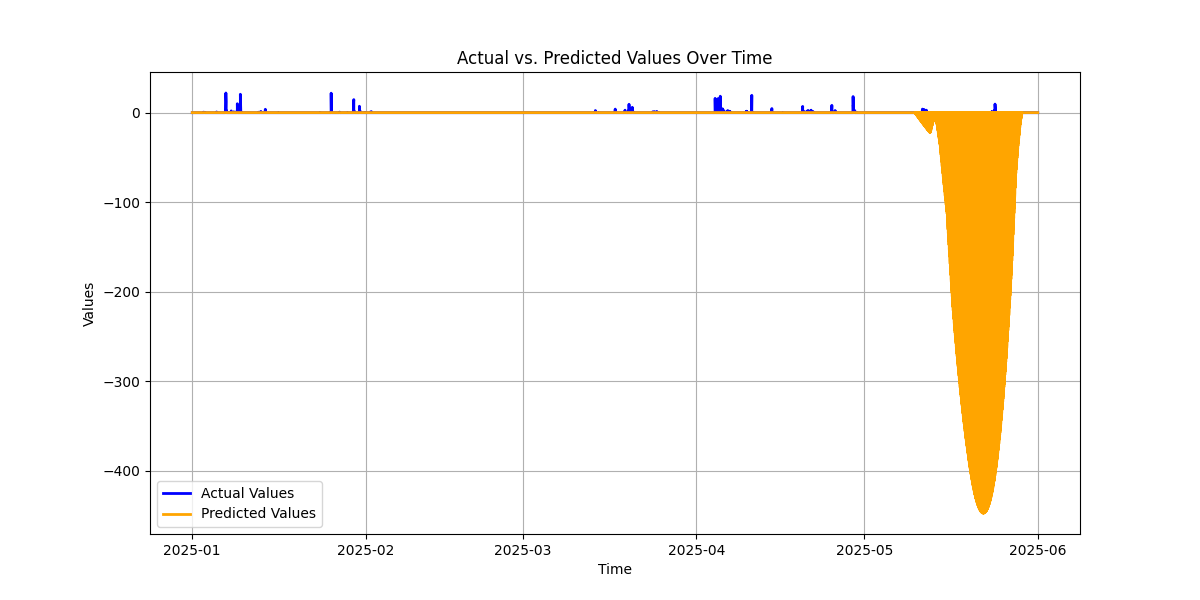 Actual vs. Predicted Values Over Time
Values
0
−100
−200
−300
−400
Actual Values
Predicted Values
2025-01
2025-02
2025-03
2025-04
2025-05
2025-06
Time